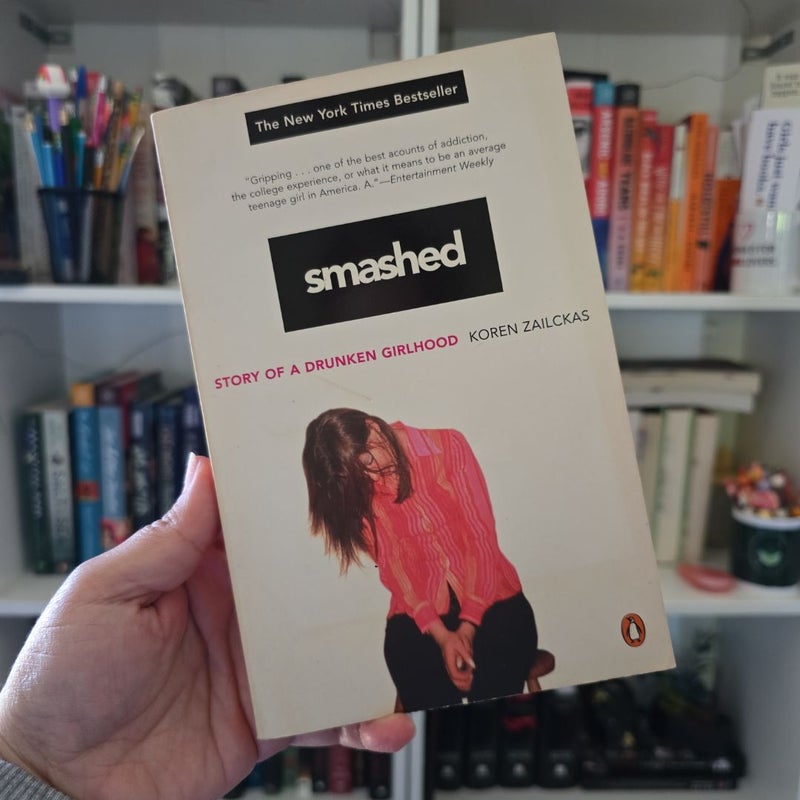 The New York Times Bestseller
"Gripping . . . one of the best acounts of addiction,
the college experience, or what it means to be an average
teenage girl in America. A."—Entertainment Weekly
smashed
STORY OF A DRUNKEN GIRLHOOD KOREN ZAILCKAS